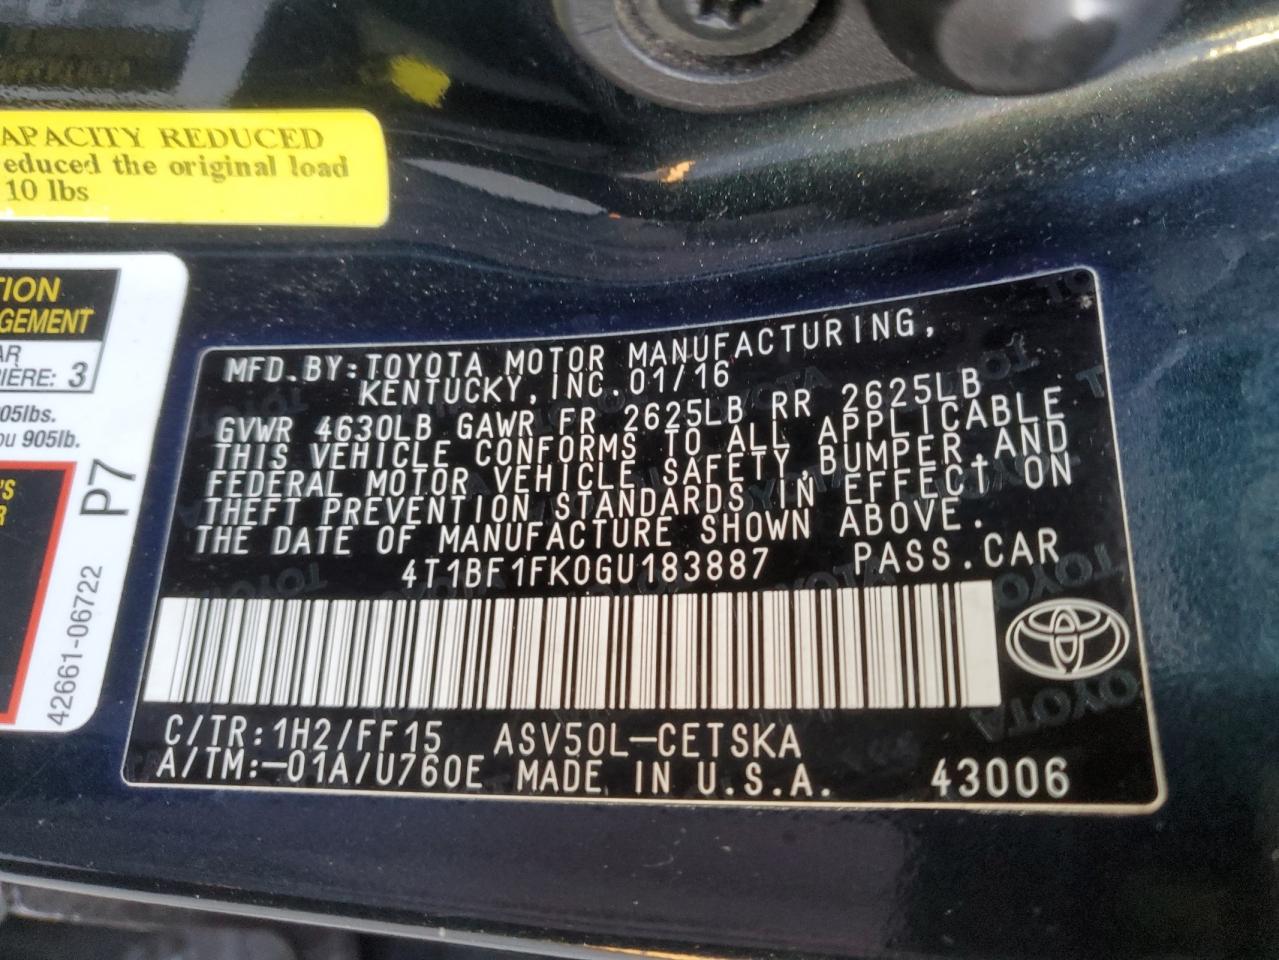 APACITY REDUCED
educed the original load
10 lbs
TION
GEMENT
AR
IÈRE: 3
905lbs.
ou 905lb.
'S
R
P7
42661-06722
MFD. BY: TOYOTA MOTOR MANUFACTURING,
KENTUCKY, INC. 01/16
GVWR 4630LB GAWR FR 2625LB RR 2625LB
THIS VEHICLE CONFORMS TO ALL APPLICABLE
FEDERAL MOTOR VEHICLE SAFETY, BUMPER, AND
THEFT PREVENTION STANDARDS IN EFFECT ON
THE DATE OF MANUFACTURE SHOWN ABOVE.
4T1BF1FK0GU183887 PASS. CAR
C/TR: 1H2/FF15 ASV50L-CETSKA
A/TM:-01A/U760E MADE IN U.S.A. 43006